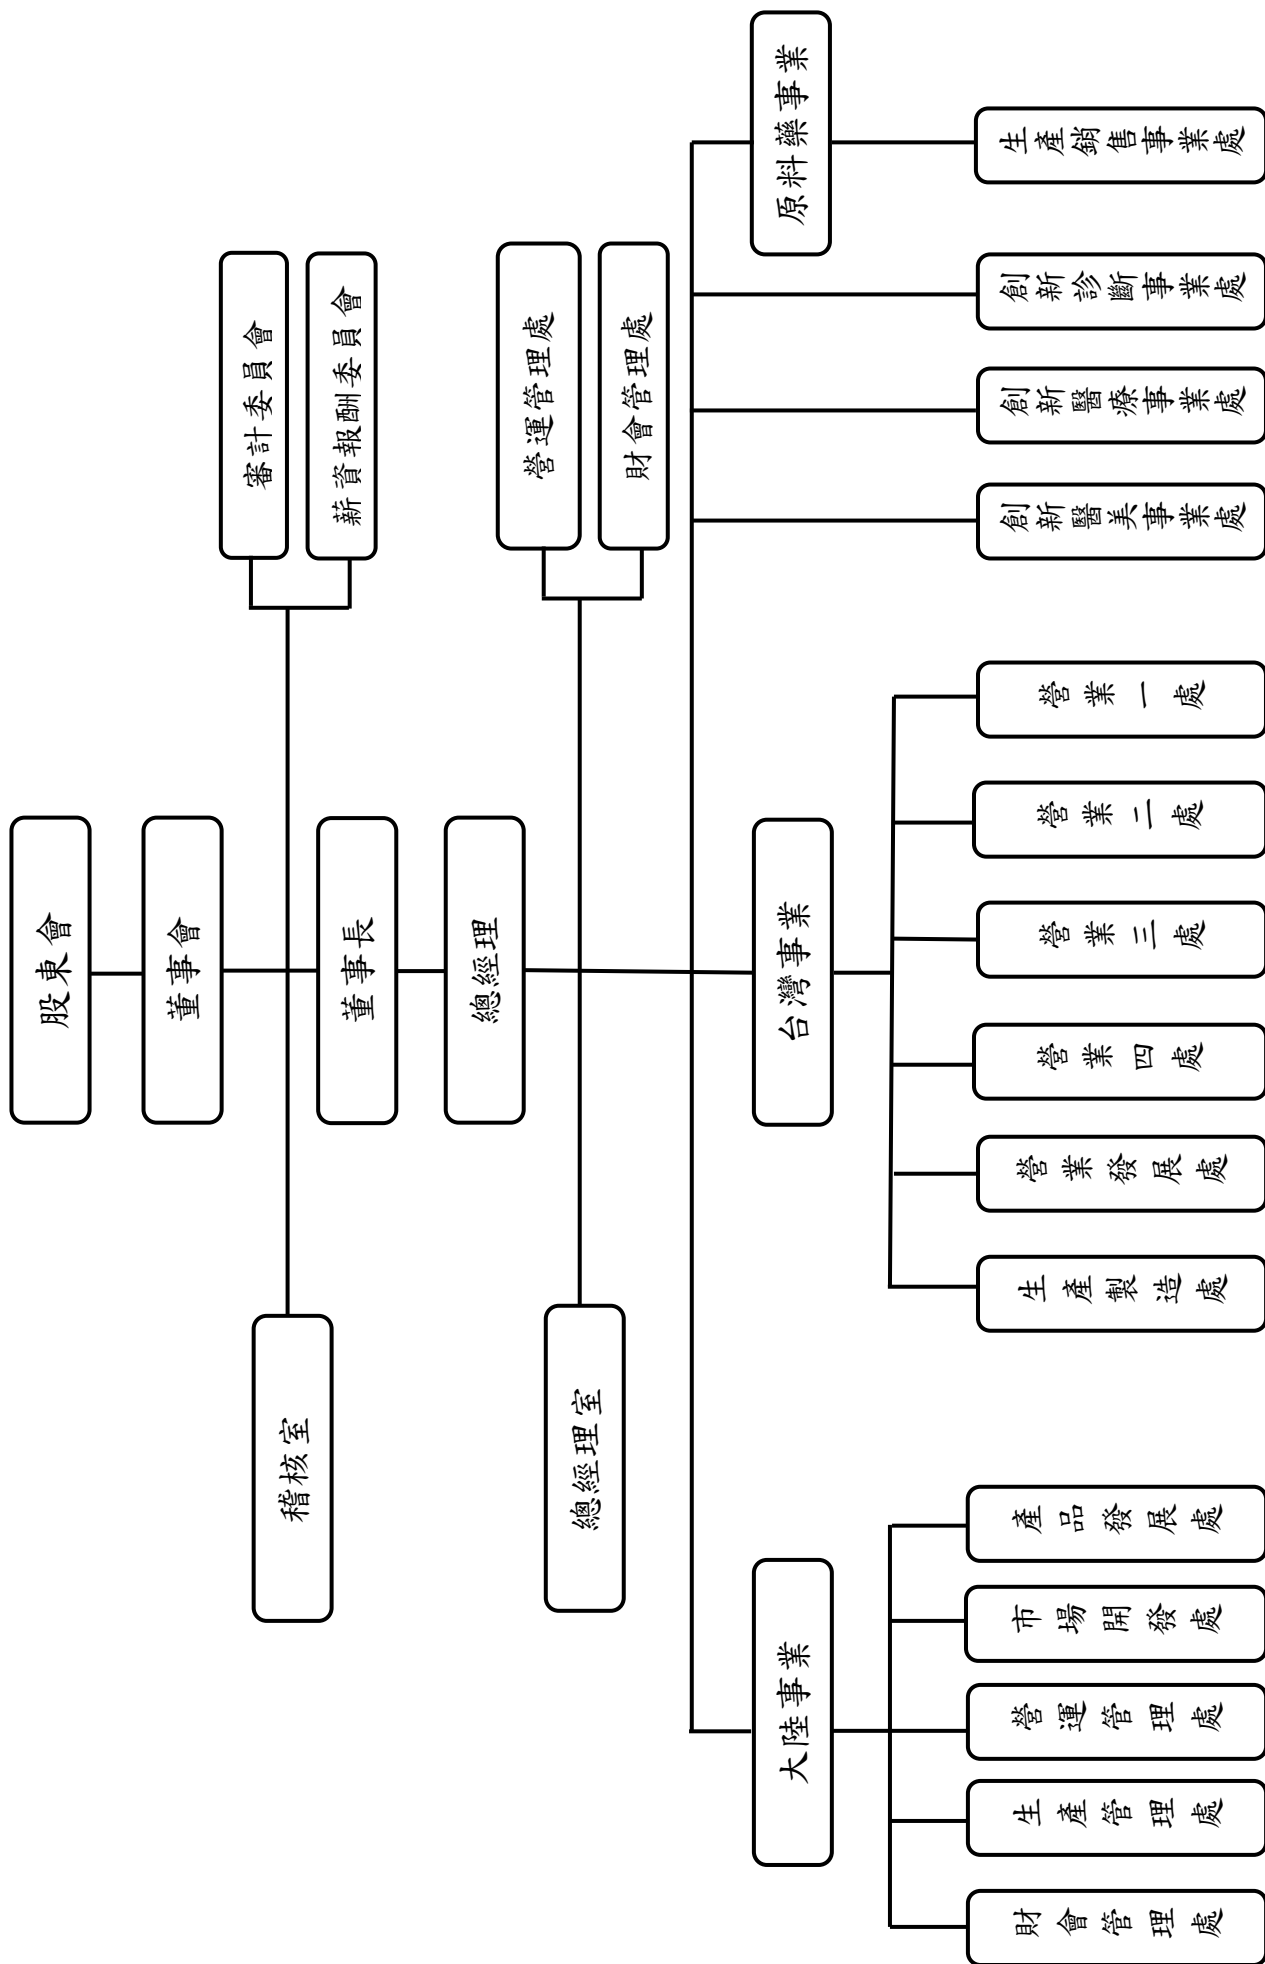 股東會
董事會
審計委員會
薪資報酬委員會
稽核室
董事長
總經理
營運管理處
財會管理處
總經理室
大陸事業
台灣事業
原料藥事業
財會管理處
生產管理處
營運管理處
市場開發處
產品發展處
生產製造處
營業發展處
營業四處
營業三處
營業二處
營業一處
創新醫美事業處
創新醫療事業處
創新診斷事業處
生產銷售事業處